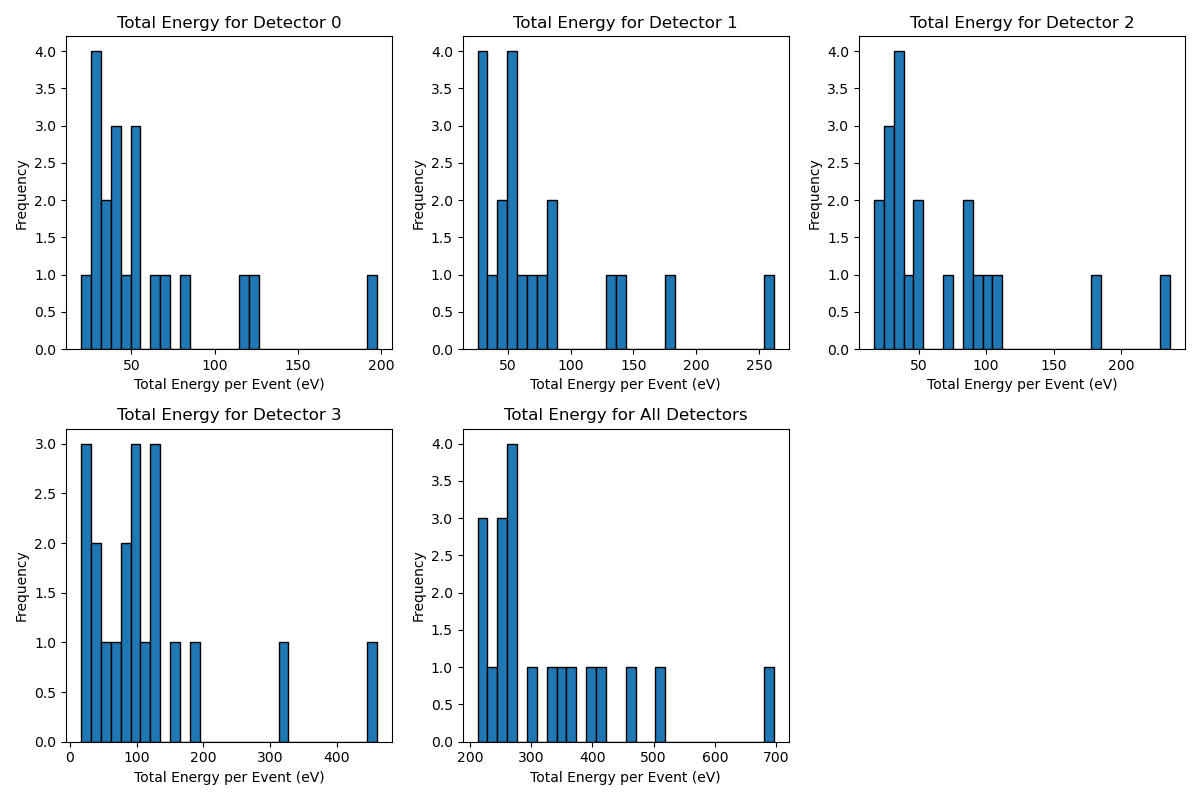 Total Energy for Detector 0
4.0
3.5
3.0
2.5
2.0
1.5
1.0
0.5
0.0
Frequency
50 100 150 200
Total Energy per Event (eV)
Total Energy for Detector 1
4.0
3.5
3.0
2.5
2.0
1.5
1.0
0.5
0.0
Frequency
50 100 150 200 250
Total Energy per Event (eV)
Total Energy for Detector 2
4.0
3.5
3.0
2.5
2.0
1.5
1.0
0.5
0.0
Frequency
50 100 150 200
Total Energy per Event (eV)
Total Energy for Detector 3
3.0
2.5
2.0
1.5
1.0
0.5
0.0
Frequency
0 100 200 300 400
Total Energy per Event (eV)
Total Energy for All Detectors
4.0
3.5
3.0
2.5
2.0
1.5
1.0
0.5
0.0
Frequency
200 300 400 500 600 700
Total Energy per Event (eV)